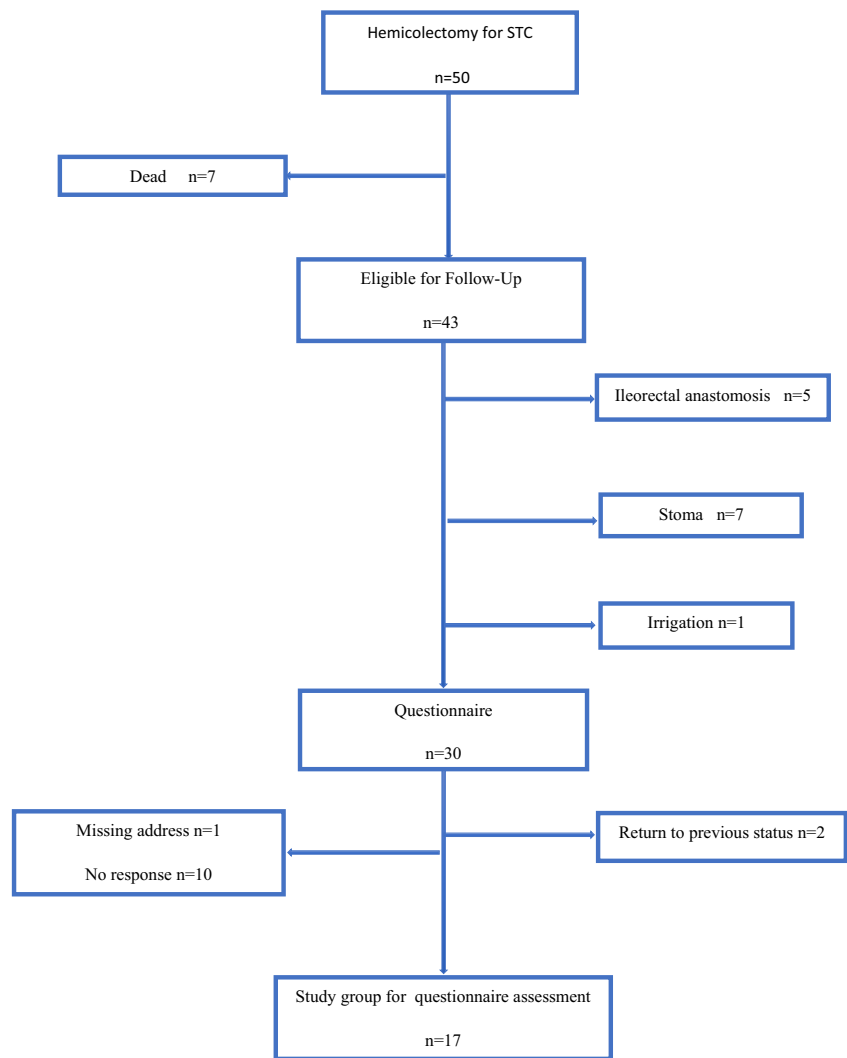 Hemicolectomy for STC
n=50
Dead n=7
Eligible for Follow-Up
n=43
Ileorectal anastomosis n=5
Stoma n=7
Irrigation n=1
Questionnaire
n=30
Missing address n=1
No response n=10
Return to previous status n=2
Study group for questionnaire assessment
n=17